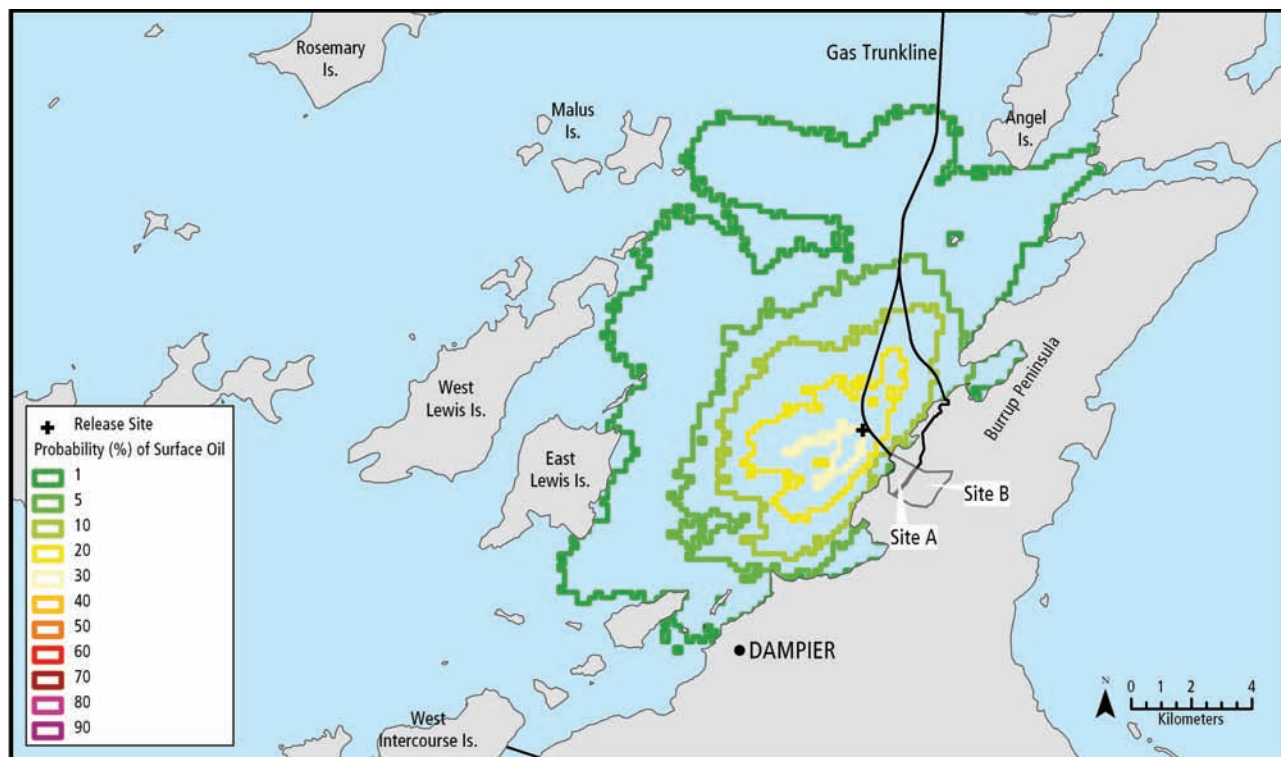 Rosemary
Is.
Gas Trunkline
Malus
Is.
Angel
Is.
Burrup Peninsula
West
Lewis Is.
East
Lewis Is.
Site B
Site A
DAMPIER
West
Intercourse Is.
Release Site
Probability (%) of Surface Oil
1
5
10
20
30
40
50
60
70
80
90
N
0 1 2 4
Kilometers